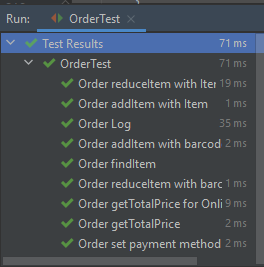 Run: OrderTest
Test Results 71 ms
OrderTest 71 ms
Order reduceItem with Iter 19 ms
Order addItem with Item 1 ms
Order Log 35 ms
Order addItem with barcod 2 ms
Order findItem
Order reduceItem with barc 1 ms
Order getTotalPrice for Onli 9 ms
Order getTotalPrice 2 ms
Order set payment method 2 ms